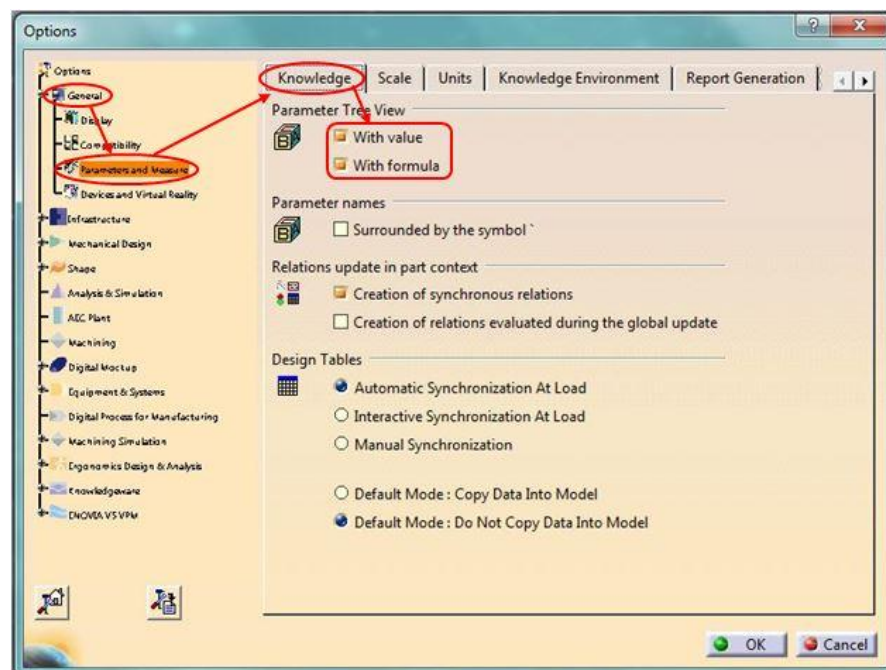 Options
Options
General
Display
Compatibility
Parameters and Measure
Devices and Virtual Reality
Infrastructure
Mechanical Design
Shape
Analysis & Simulation
AEC Plant
Machining
Digital Mockup
Equipment & Systems
Digital Process for Manufacturing
Machining Simulation
Ergonomics Design & Analysis
Knowledgeware
ENOVIA V5 VPM
Knowledge Scale Units Knowledge Environment Report Generation
Parameter Tree View
With value
With formula
Parameter names
Surrounded by the symbol `
Relations update in part context
Creation of synchronous relations
Creation of relations evaluated during the global update
Design Tables
Automatic Synchronization At Load
Interactive Synchronization At Load
Manual Synchronization
Default Mode : Copy Data Into Model
Default Mode : Do Not Copy Data Into Model
OK Cancel